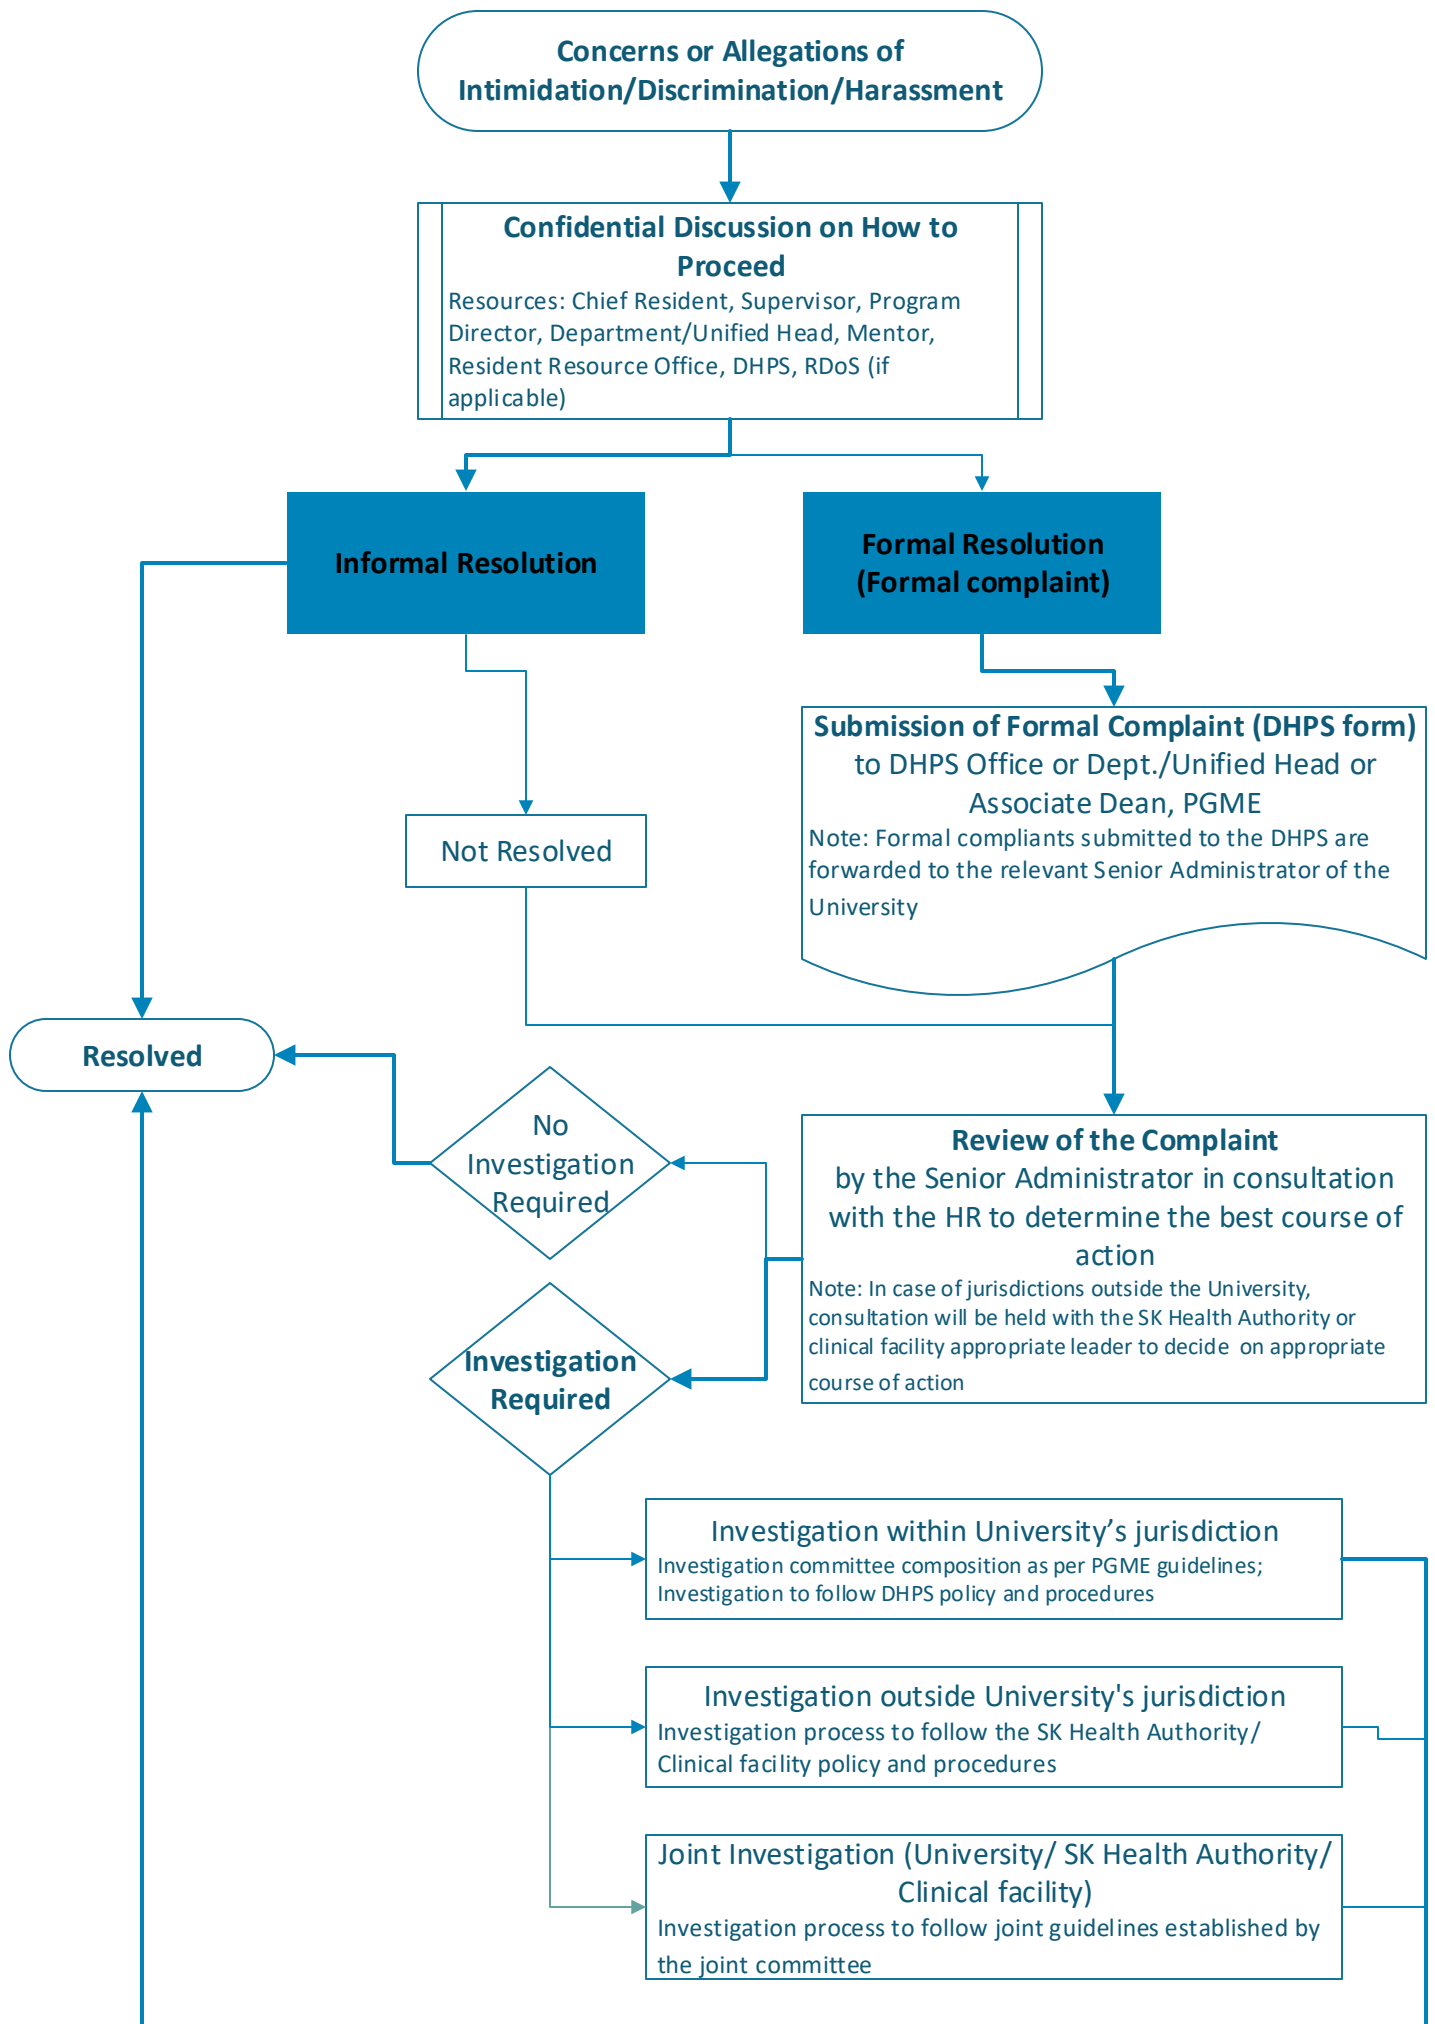 Concerns or Allegations of
Intimidation/Discrimination/Harassment
Confidential Discussion on How to
Proceed
Resources: Chief Resident, Supervisor, Program
Director, Department/Unified Head, Mentor,
Resident Resource Office, DHPS, RDoS (if
applicable)
Informal Resolution
Formal Resolution
(Formal complaint)
Submission of Formal Complaint (DHPS form)
to DHPS Office or Dept./Unified Head or
Associate Dean, PGME
Note: Formal compliants submitted to the DHPS are
forwarded to the relevant Senior Administrator of the
University
Not Resolved
Resolved
No
Investigation
Required
Review of the Complaint
by the Senior Administrator in consultation
with the HR to determine the best course of
action
Note: In case of jurisdictions outside the University,
consultation will be held with the SK Health Authority or
clinical facility appropriate leader to decide on appropriate
course of action
Investigation
Required
Investigation within University’s jurisdiction
Investigation committee composition as per PGME guidelines;
Investigation to follow DHPS policy and procedures
Investigation outside University's jurisdiction
Investigation process to follow the SK Health Authority/
Clinical facility policy and procedures
Joint Investigation (University/ SK Health Authority/
Clinical facility)
Investigation process to follow joint guidelines established by
the joint committee